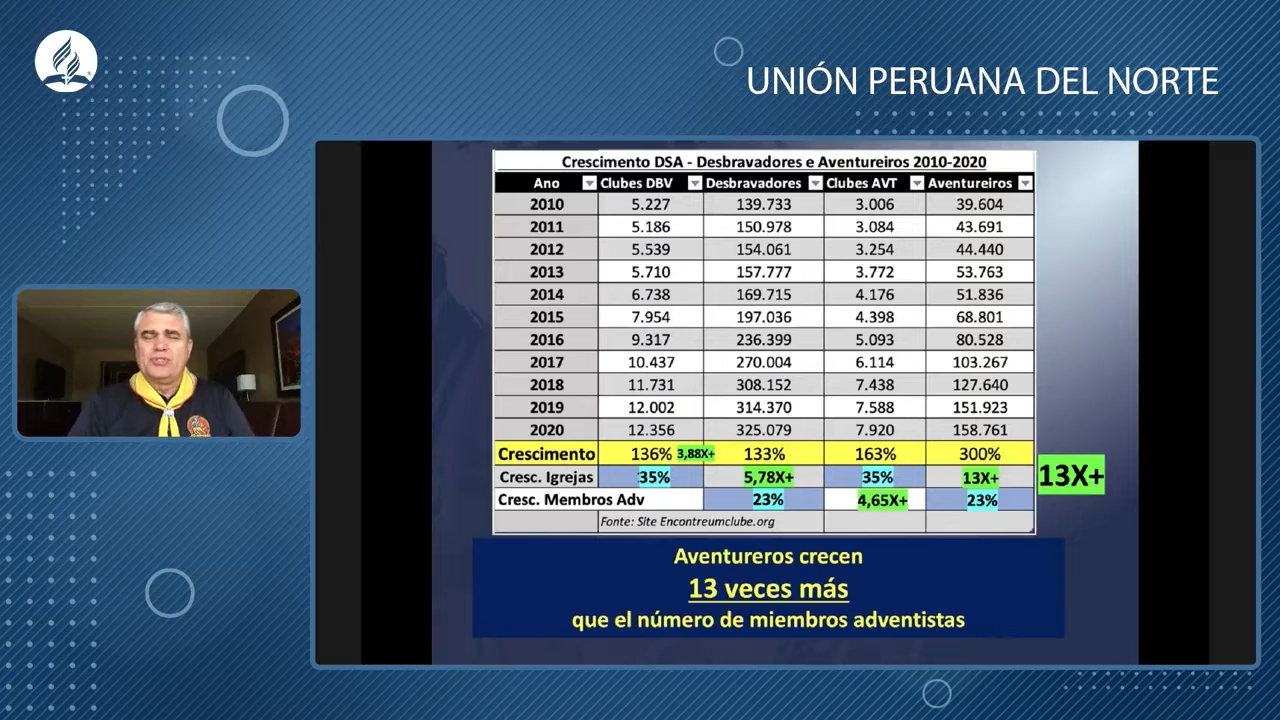 UNIÓN PERUANA DEL NORTE
Crescimento DSA - Desbravadores e Aventureiros 2010-2020
Ano Clubes DBV Desbravadores Clubes AVT Aventureiros
2010 5.227 139.733 3.006 39.604
2011 5.186 150.978 3.084 43.691
2012 5.539 154.061 3.254 44.440
2013 5.710 157.777 3.772 53.763
2014 6.738 169.715 4.176 51.836
2015 7.954 197.036 4.398 68.801
2016 9.317 236.399 5.093 80.528
2017 10.437 270.004 6.114 103.267
2018 11.731 308.152 7.438 127.640
2019 12.002 314.370 7.588 151.923
2020 12.356 325.079 7.920 158.761
Crescimento 136% 3,88X+ 133% 163% 300%
Cresc. Igrejas 35% 5,78X+ 35% 13X+ 13X+
Cresc. Membros Adv 23% 4,65X+ 23%
Fonte: Site Encontreumclube.org
Aventureros crecen
13 veces más
que el número de miembros adventistas